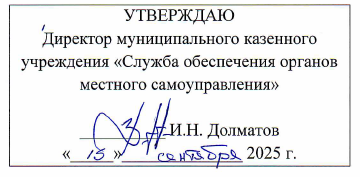 УТВЕРЖДАЮ
Директор муниципального казенного
учреждения «Служба обеспечения органов
местного самоуправления»
И.Н. Долматов
«15» сентября 2025 г.